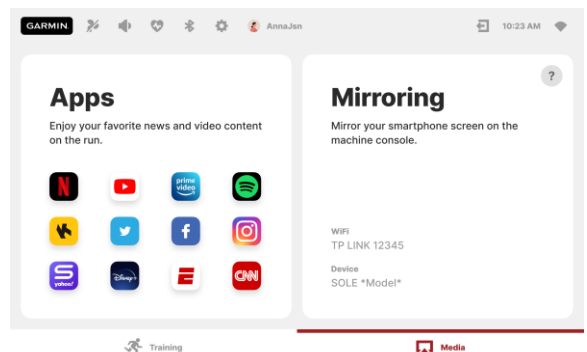 GARMIN.
AnnaJsn
10:23 AM
Apps
Enjoy your favorite news and video content
on the run.
N
prime
video
f
S
yahoo!
Disney+
E
CNN
Mirroring
?
Mirror your smartphone screen on the
machine console.
WiFi
TP LINK 12345
Device
SOLE *Model*
Training
Media